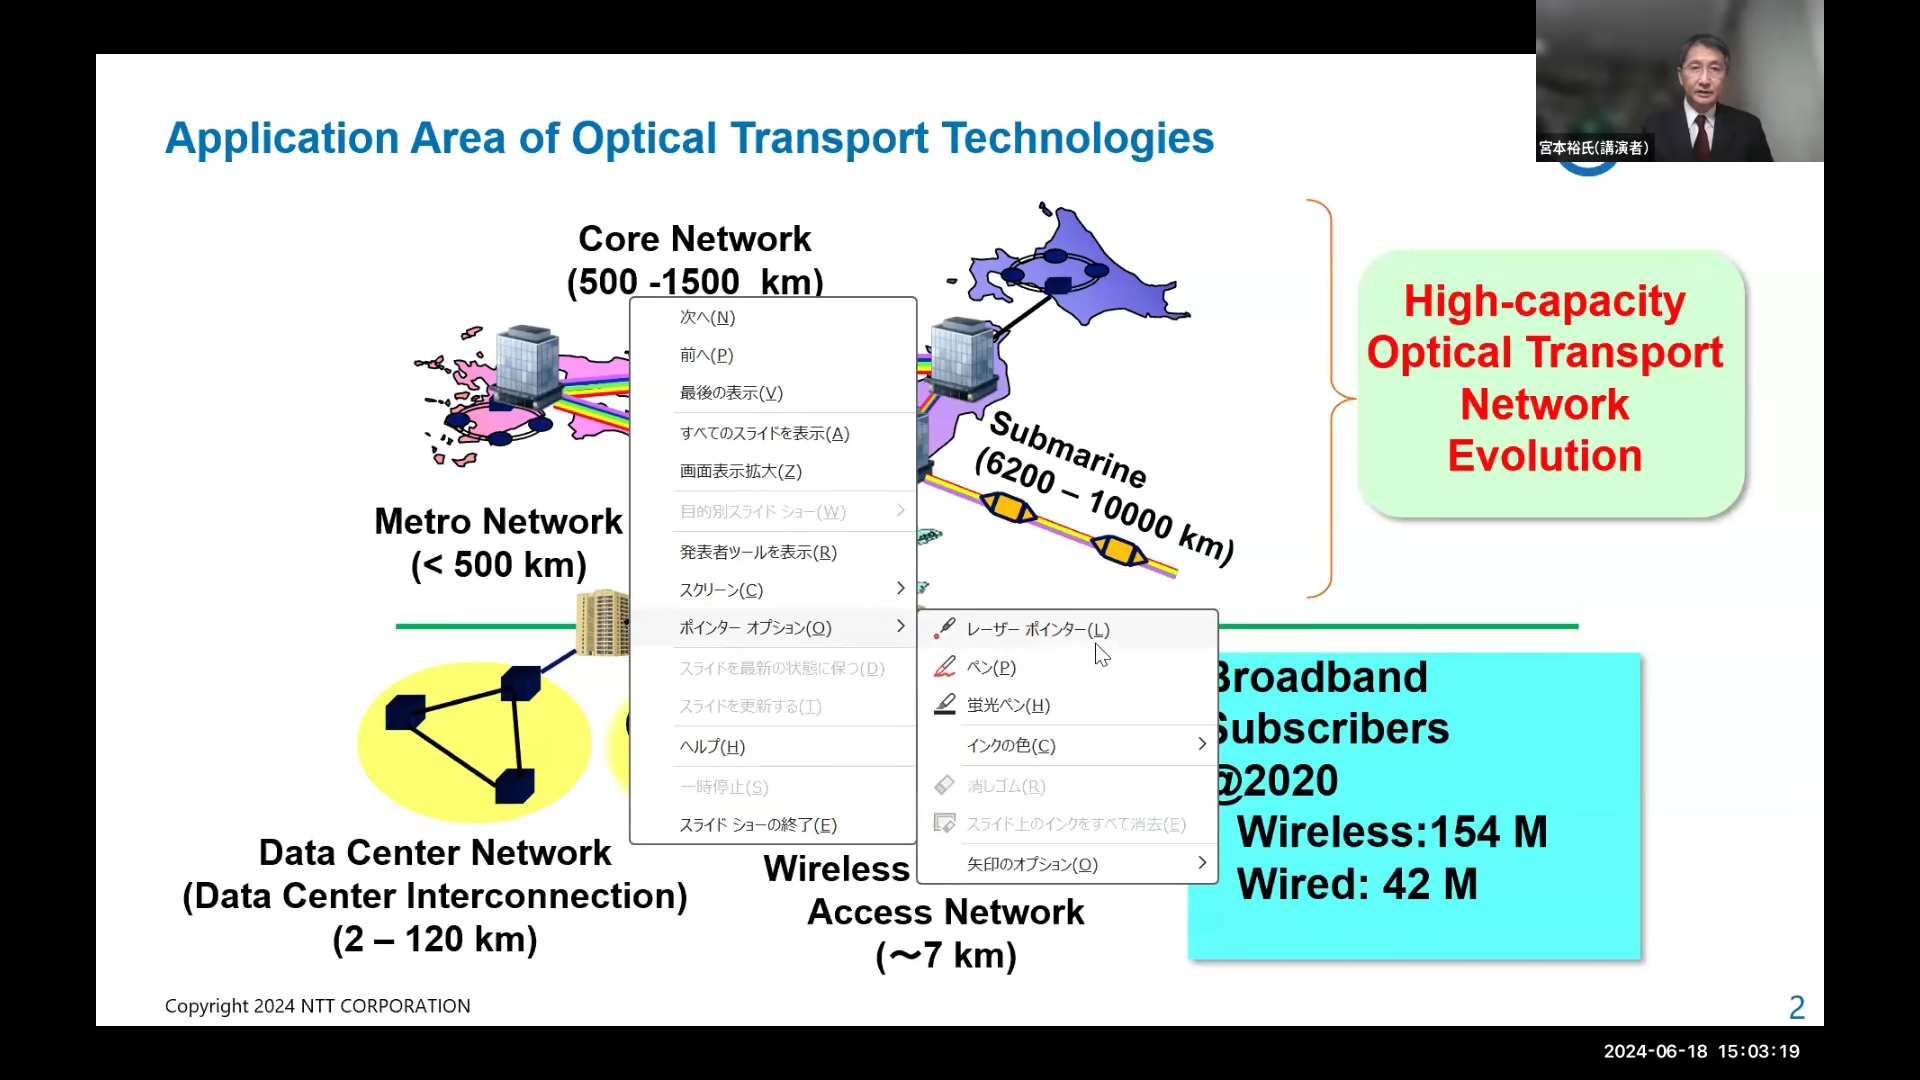 宮本裕氏(講演者)
Application Area of Optical Transport Technologies
Core Network
(500 -1500 km)
High-capacity
Optical Transport
Network
Evolution
Submarine
(6200 – 10000 km)
Metro Network
(< 500 km)
次へ(N)
前へ(P)
最後の表示(V)
すべてのスライドを表示(A)
画面表示拡大(Z)
目的別スライド ショー(W)
発表者ツールを表示(R)
スクリーン(C)
ポインター オプション(O)
スライドを最新の状態に保つ(D)
スライドを更新する(T)
ヘルプ(H)
一時停止(S)
スライド ショーの終了(E)
レーザー ポインター(L)
ペン(P)
蛍光ペン(H)
インクの色(C)
消しゴム(R)
スライド上のインクをすべて消去(E)
矢印のオプション(O)
Broadband
Subscribers
@2020
Wireless:154 M
Wired: 42 M
Data Center Network
(Data Center Interconnection)
(2 – 120 km)
Wireless
Access Network
(～7 km)
Copyright 2024 NTT CORPORATION
2
2024-06-18 15:03:19